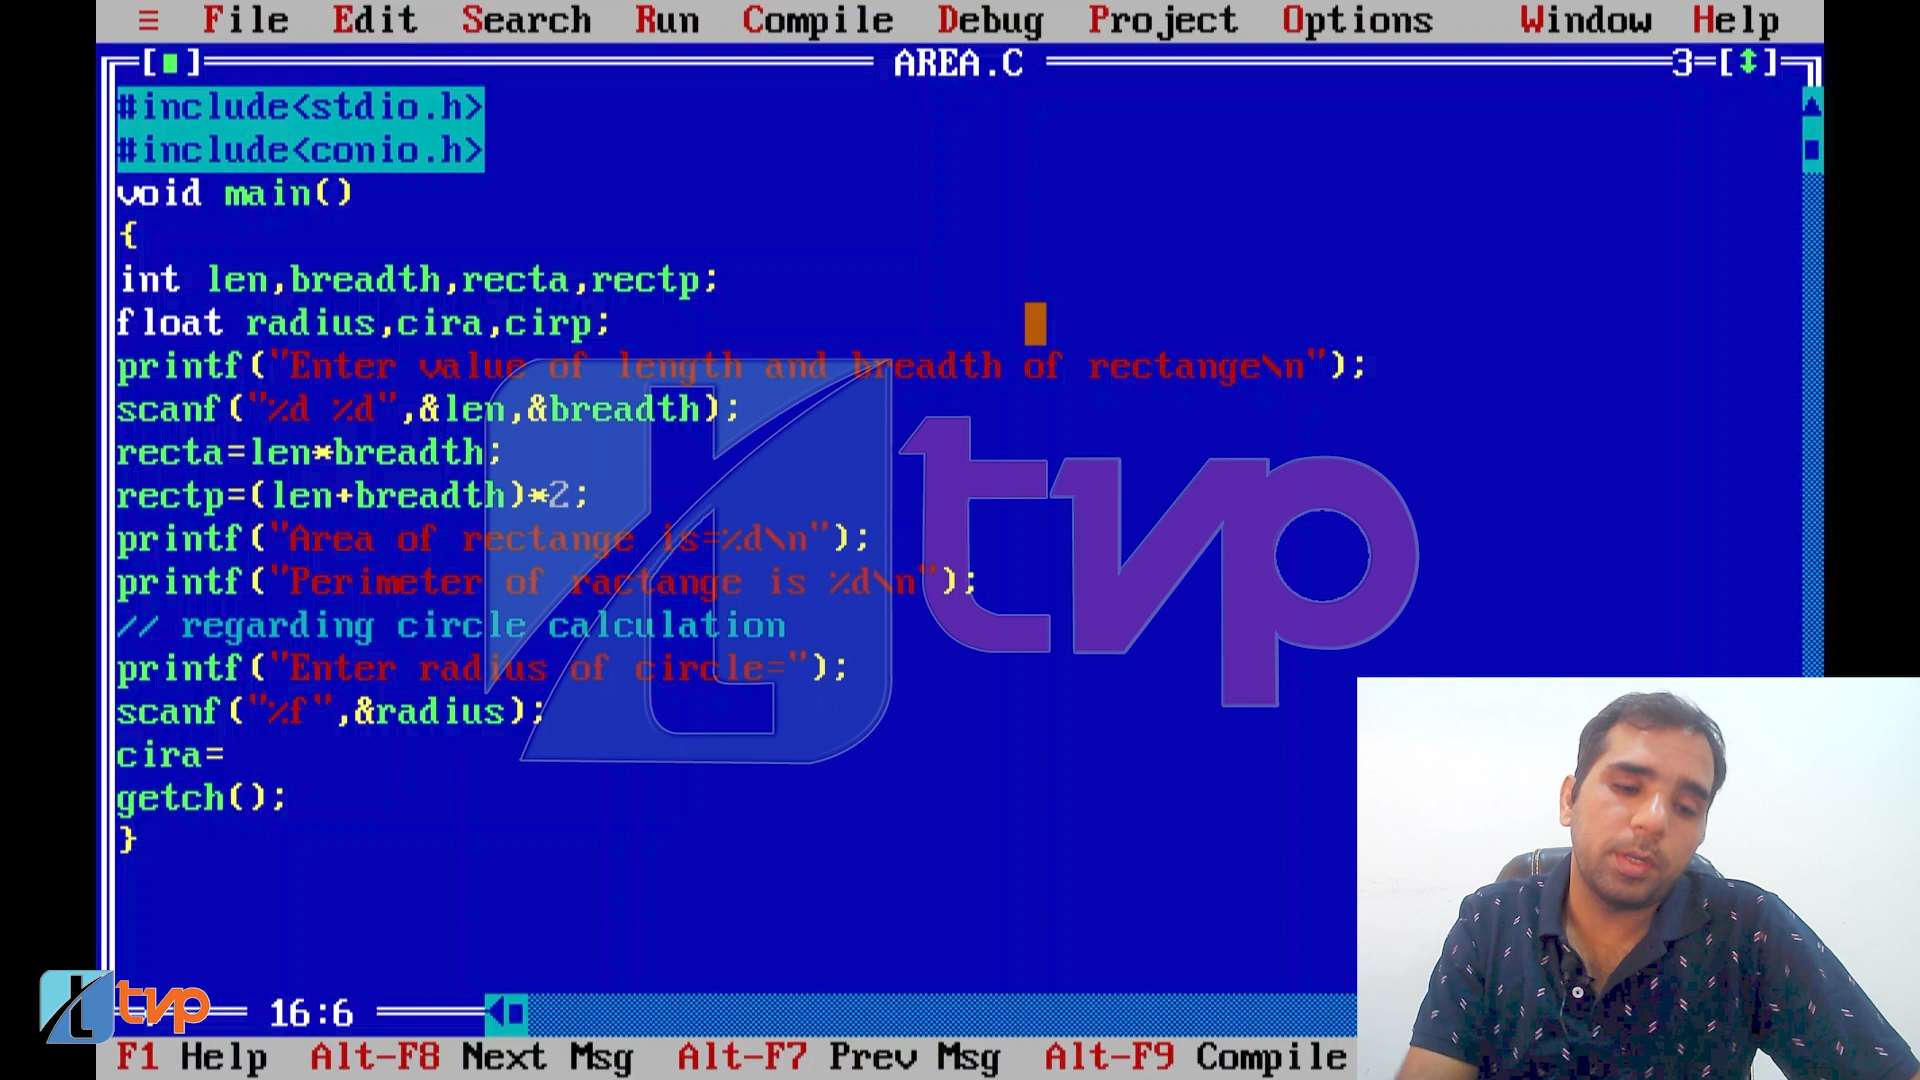 ≡ File Edit Search Run Compile Debug Project Options Window Help
[■] AREA.C 3=[↕]
#include<stdio.h>
#include<conio.h>
void main()
{
int len,breadth,recta,rectp;
float radius,cira,cirp;
printf("Enter value of length and breadth of rectange\n");
scanf("%d %d",&len,&breadth);
recta=len*breadth;
rectp=(len+breadth)*2;
printf("Area of rectange is=%d\n");
printf("Perimeter of ractange is %d\n");
// regarding circle calculation
printf("Enter radius of circle=");
scanf("%f",&radius);
cira=
getch();
}
tvp
tvp
16:6
F1 Help Alt-F8 Next Msg Alt-F7 Prev Msg Alt-F9 Compile